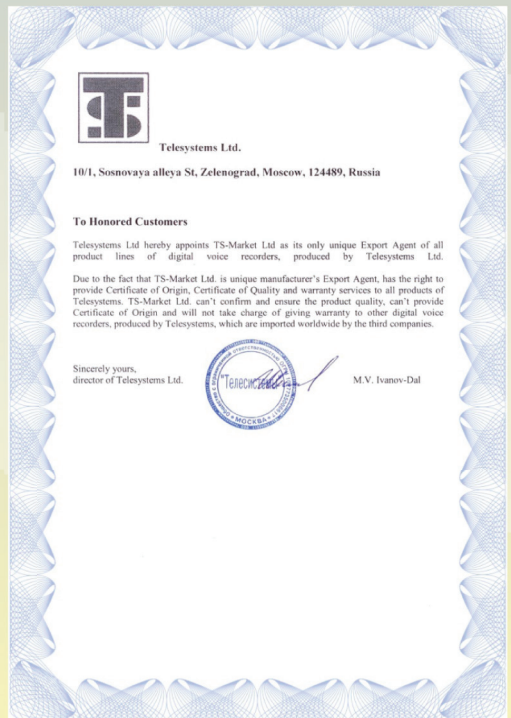 Telesystems Ltd.
10/1, Sosnovaya alleya St, Zelenograd, Moscow, 124489, Russia
To Honored Customers
Telesystems Ltd hereby appoints TS-Market Ltd as its only unique Export Agent of all
product lines of digital voice recorders, produced by Telesystems Ltd.
Due to the fact that TS-Market Ltd. is unique manufacturer's Export Agent, has the right to
provide Certificate of Origin, Certificate of Quality and warranty services to all products of
Telesystems. TS-Market Ltd. can't confirm and ensure the product quality, can't provide
Certificate of Origin and will not take charge of giving warranty to other digital voice
recorders, produced by Telesystems, which are imported worldwide by the third companies.
Sincerely yours,
director of Telesystems Ltd.
"Телесистемы"
МОСКВА
M.V. Ivanov-Dal